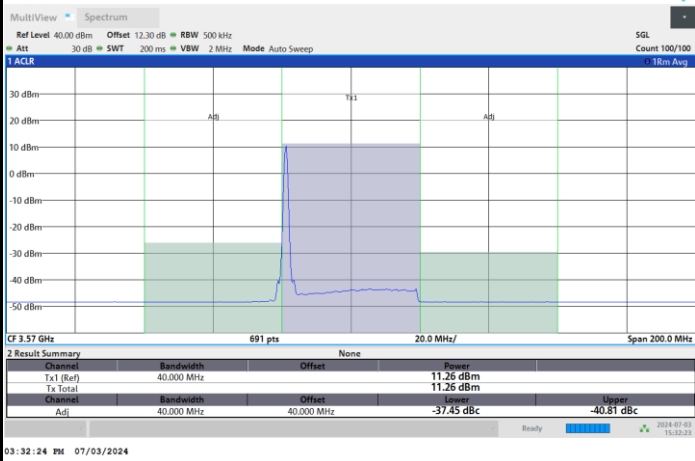 MultiView Spectrum
Ref Level 40.00 dBm Offset 12.30 dB RBW 500 kHz SGL
Att 30 dB SWT 200 ms VBW 2 MHz Mode Auto Sweep Count 100/100
1 ACLR 1Rm Avg
30 dBm
Tx1
20 dBm
Adj Adj
10 dBm
0 dBm
-10 dBm
-20 dBm
-30 dBm
-40 dBm
-50 dBm
CF 3.57 GHz 691 pts 20.0 MHz/ Span 200.0 MHz
2 Result Summary None
Channel Bandwidth Offset Power
Tx1 (Ref) 40.000 MHz 11.26 dBm
Tx Total 11.26 dBm
Channel Bandwidth Offset Lower Upper
Adj 40.000 MHz 40.000 MHz -37.45 dBc -40.81 dBc
Ready 2024-07-03
15:32:23
03:32:24 PM 07/03/2024